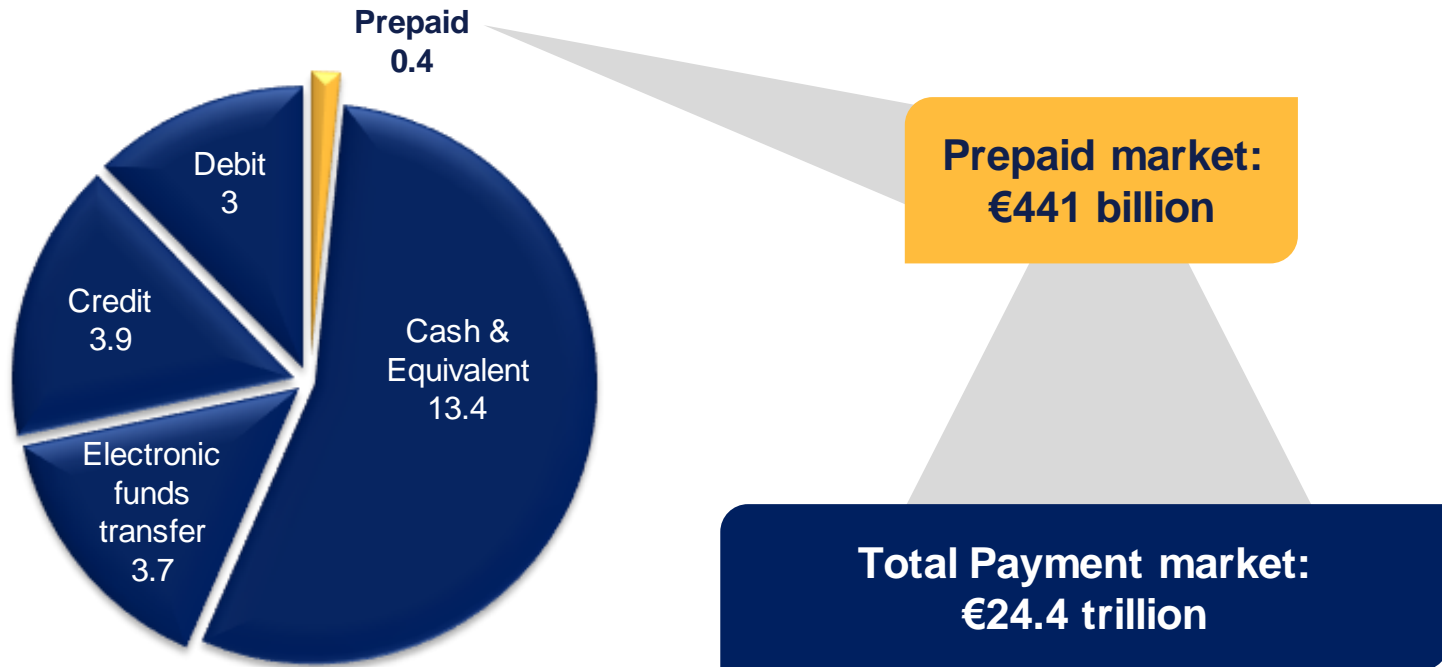 Prepaid
0.4
Debit
3
Credit
3.9
Cash &
Equivalent
13.4
Electronic
funds
transfer
3.7
Prepaid market:
€441 billion
Total Payment market:
€24.4 trillion